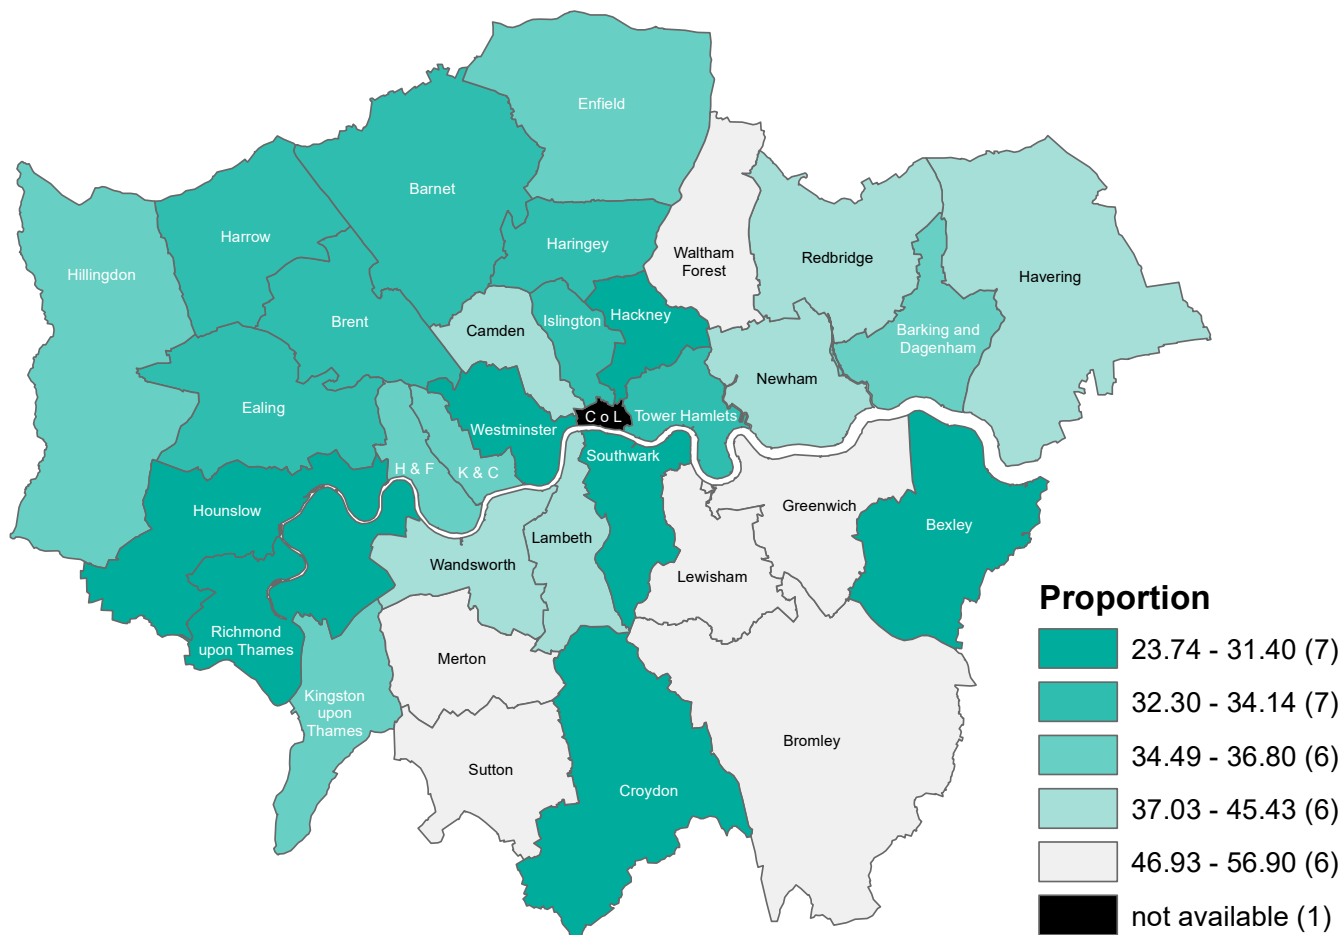 Enfield
Barnet
Harrow
Haringey
Waltham
Forest
Redbridge
Hillingdon
Havering
Brent
Camden
Islington
Hackney
Barking and
Dagenham
Newham
Ealing
Westminster
C o L
Tower Hamlets
H & F
K & C
Southwark
Hounslow
Greenwich
Bexley
Wandsworth
Lambeth
Lewisham
Richmond
upon Thames
Merton
Kingston
upon
Thames
Sutton
Croydon
Bromley
Proportion
23.74 - 31.40 (7)
32.30 - 34.14 (7)
34.49 - 36.80 (6)
37.03 - 45.43 (6)
46.93 - 56.90 (6)
not available (1)